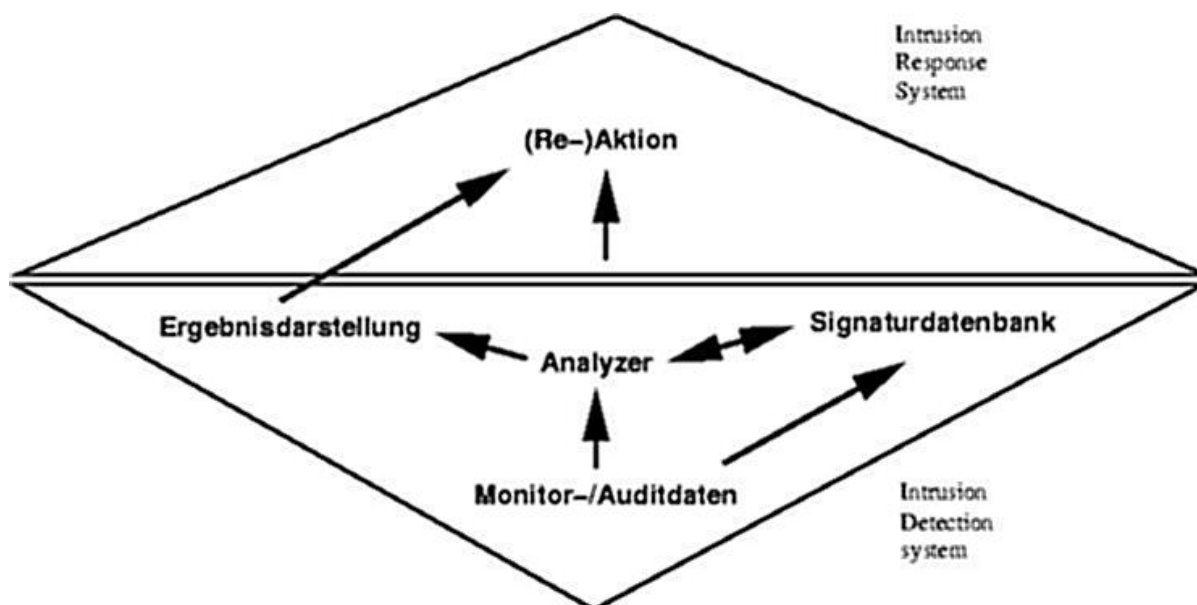 Intrusion
Response
System
(Re-)Aktion
Ergebnisdarstellung
Signaturdatenbank
Analyzer
Monitor-/Auditdaten
Intrusion
Detection
system